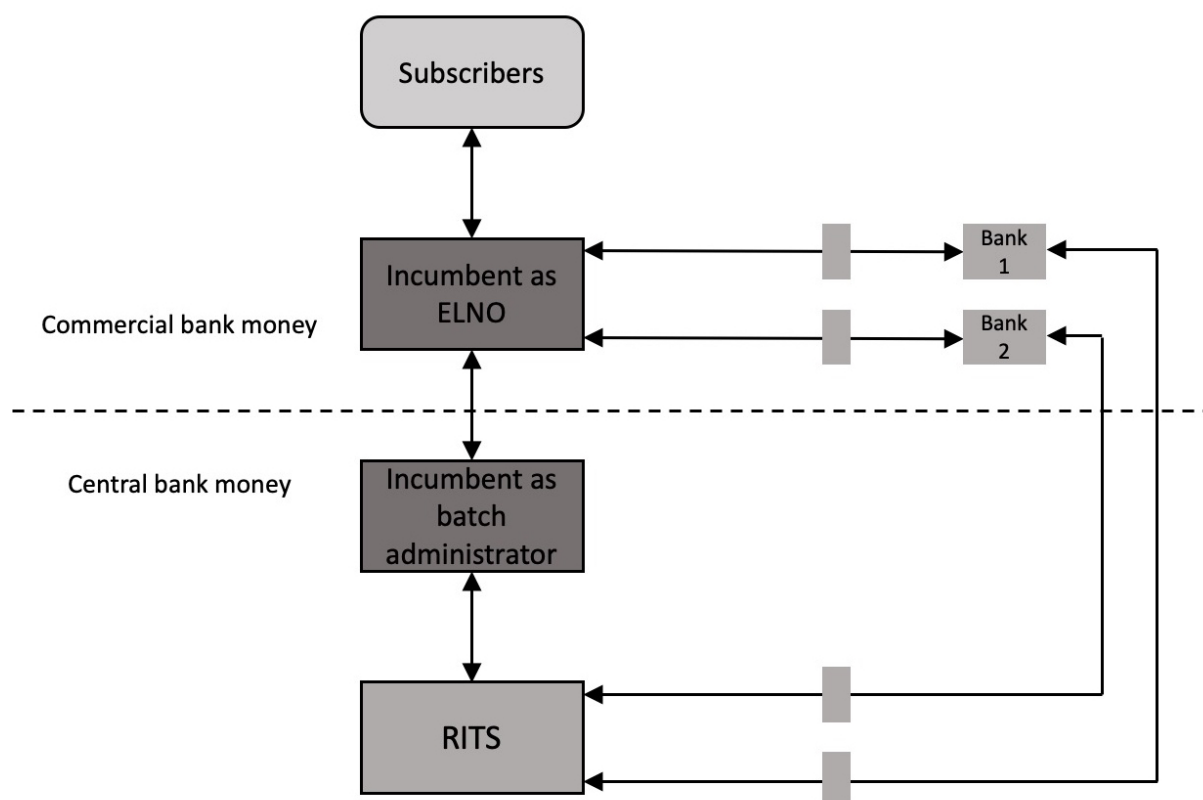 Subscribers
Incumbent as
ELNO
Bank
1
Bank
2
Commercial bank money
Central bank money
Incumbent as
batch
administrator
RITS